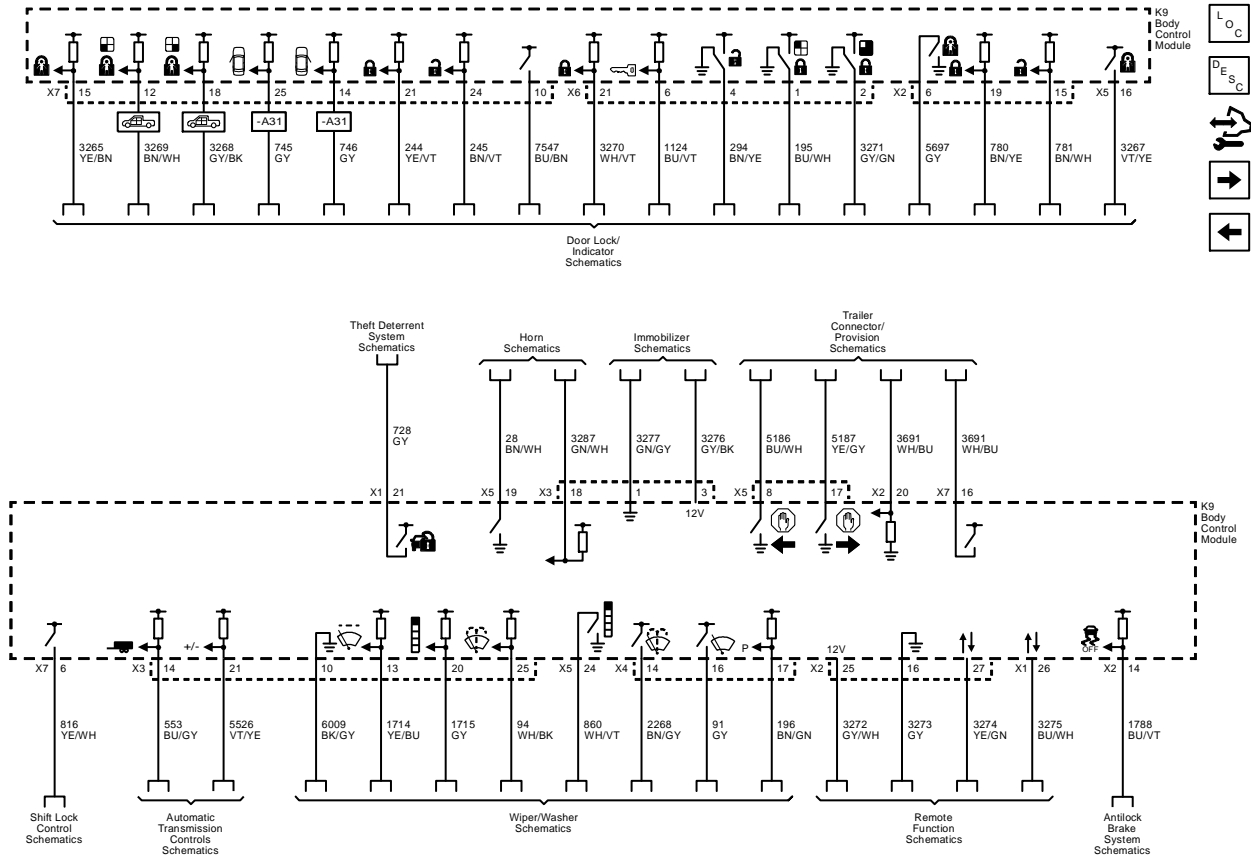 K9
Body
Control
Module
L
O
C
D
E
S
C
X7 15 12 18 25 14 21 24 10 X6 21 6 4 1 2 X2 6 19 15 X5 16
-A31 -A31
3265 3269 3268 745 746 244 245 7547 3270 1124 294 195 3271 5697 780 781 3267
YE/BN BN/WH GY/BK GY GY YE/VT BN/VT BU/BN WH/VT BU/VT BN/YE BU/WH GY/GN GY BN/YE BN/WH VT/YE
Door Lock/
Indicator
Schematics
Theft Deterrent
System
Schematics
Horn
Schematics
Immobilizer
Schematics
Trailer
Connector/
Provision
Schematics
728
GY
28 3287 3277 3276 5186 5187 3691 3691
BN/WH GN/WH GN/GY GY/BK BU/WH YE/GY WH/BU WH/BU
X1 21 X5 19 X3 18 1 3 X5 8 17 X2 20 X7 16
12V
K9
Body
Control
Module
+/- P 12V OFF
X7 6 X3 14 21 10 13 20 25 X5 24 X4 14 16 17 X2 25 16 27 X1 26 X2 14
816 553 5526 6009 1714 1715 94 860 2268 91 196 3272 3273 3274 3275 1788
YE/WH BU/GY VT/YE BK/GY YE/BU GY WH/BK WH/VT BN/GY GY BN/GN GY/WH GY YE/GN BU/WH BU/VT
Shift Lock
Control
Schematics
Automatic
Transmission
Controls
Schematics
Wiper/Washer
Schematics
Remote
Function
Schematics
Antilock
Brake
System
Schematics